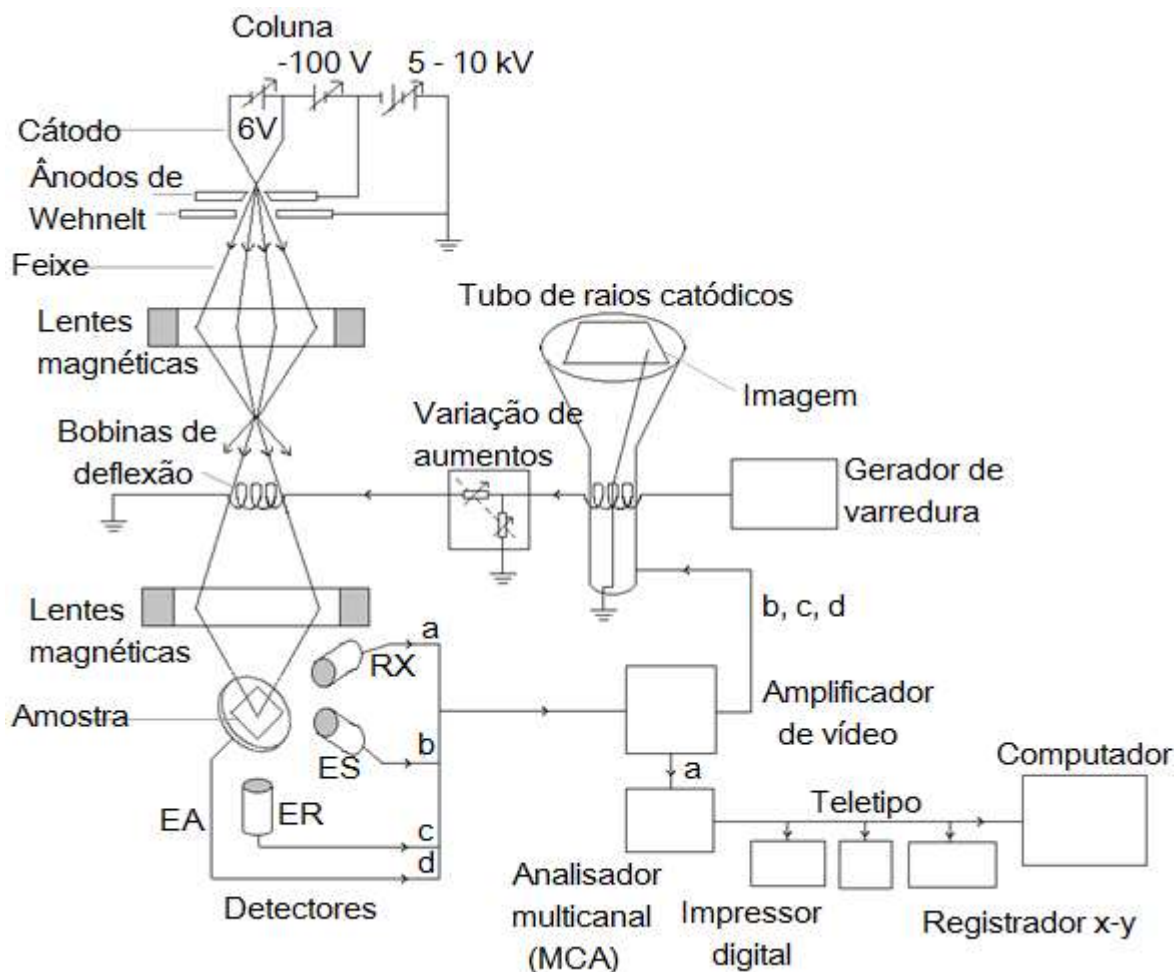 Coluna
-100 V
5 - 10 kV
6V
Cátodo
Ânodos de
Wehnelt
Feixe
Tubo de raios catódicos
Lentes
magnéticas
Imagem
Variação de
aumentos
Bobinas de
deflexão
Gerador de
varredura
Lentes
magnéticas
b, c, d
a
RX
Amostra
Amplificador
de vídeo
b
ES
a
Computador
EA
ER
c
d
Teletipo
Detectores
Analisador
multicanal
(MCA)
Impressor
digital
Registrador x-y